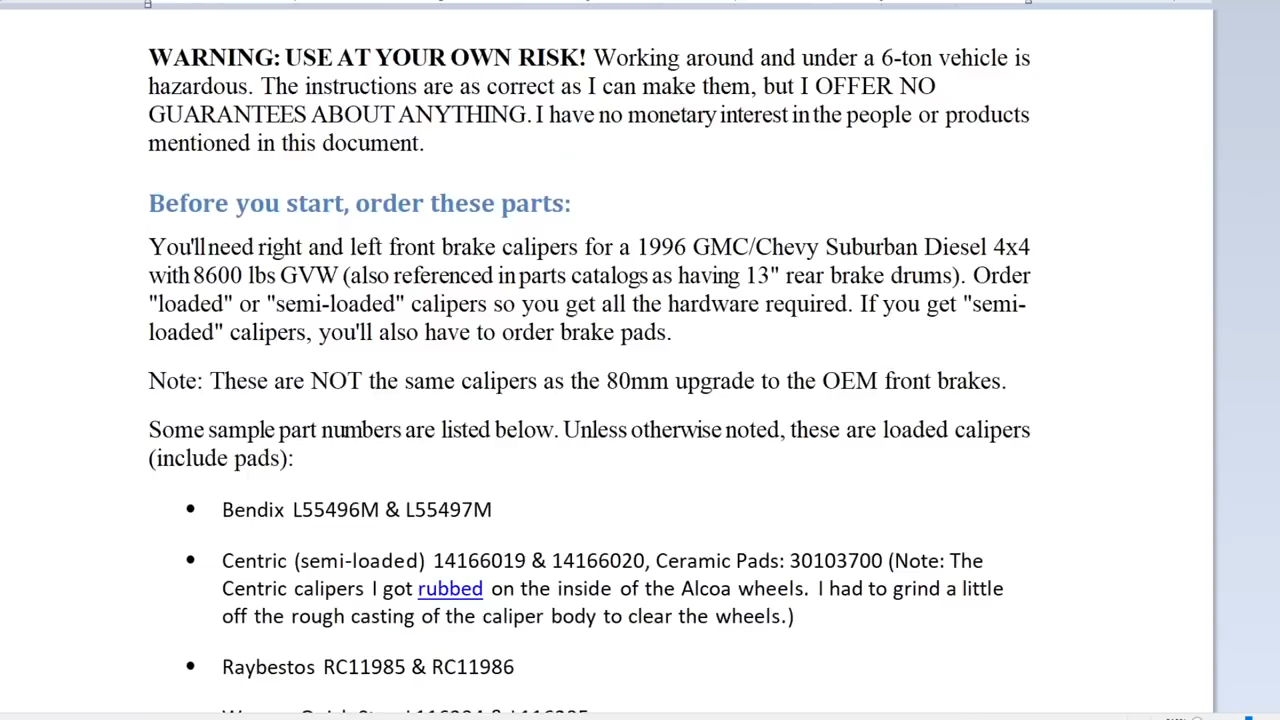 WARNING: USE AT YOUR OWN RISK! Working around and under a 6-ton vehicle is
hazardous. The instructions are as correct as I can make them, but I OFFER NO
GUARANTEES ABOUT ANYTHING. I have no monetary interest in the people or products
mentioned in this document.
Before you start, order these parts:
You'll need right and left front brake calipers for a 1996 GMC/Chevy Suburban Diesel 4x4
with 8600 lbs GVW (also referenced in parts catalogs as having 13" rear brake drums). Order
"loaded" or "semi-loaded" calipers so you get all the hardware required. If you get "semi-
loaded" calipers, you'll also have to order brake pads.
Note: These are NOT the same calipers as the 80mm upgrade to the OEM front brakes.
Some sample part numbers are listed below. Unless otherwise noted, these are loaded calipers
(include pads):
• Bendix L55496M & L55497M
• Centric (semi-loaded) 14166019 & 14166020, Ceramic Pads: 30103700 (Note: The
Centric calipers I got rubbed on the inside of the Alcoa wheels. I had to grind a little
off the rough casting of the caliper body to clear the wheels.)
• Raybestos RC11985 & RC11986